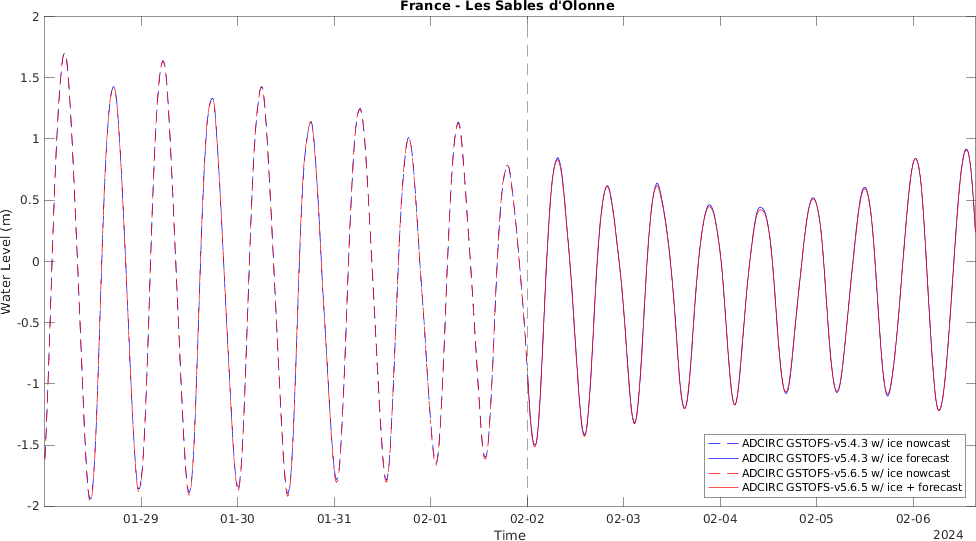 France - Les Sables d'Olonne
2
1.5
1
0.5
0
-0.5
-1
-1.5
-2
Water Level (m)
ADCIRC GSTOFS-v5.4.3 w/ ice nowcast
ADCIRC GSTOFS-v5.4.3 w/ ice forecast
ADCIRC GSTOFS-v5.6.5 w/ ice nowcast
ADCIRC GSTOFS-v5.6.5 w/ ice + forecast
01-29 01-30 01-31 02-01 02-02 02-03 02-04 02-05 02-06
Time
2024